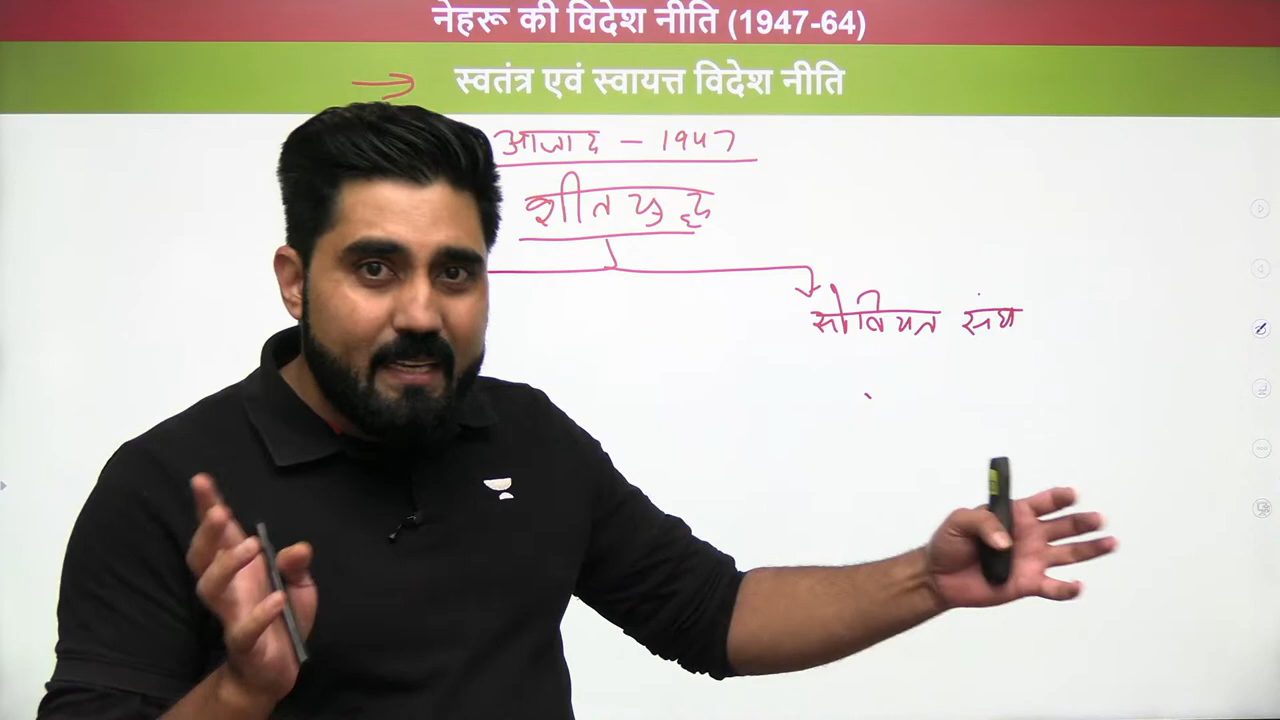 नेहरू की विदेश नीति (1947-64)
स्वतंत्र एवं स्वायत्त विदेश नीति
आजाद - 1947
शीत युद्ध
सोवियत संघ